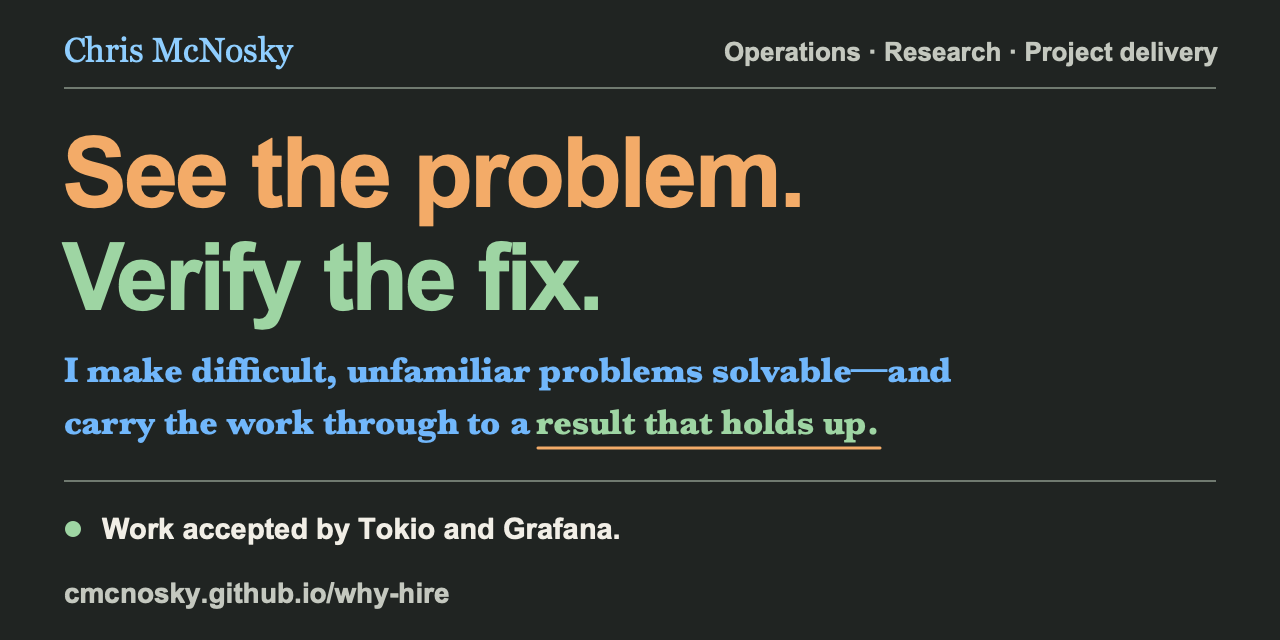 Chris McNosky
Operations · Research · Project delivery
See the problem.
Verify the fix.
I make difficult, unfamiliar problems solvable—and
carry the work through to a result that holds up.
Work accepted by Tokio and Grafana.
cmcnosky.github.io/why-hire